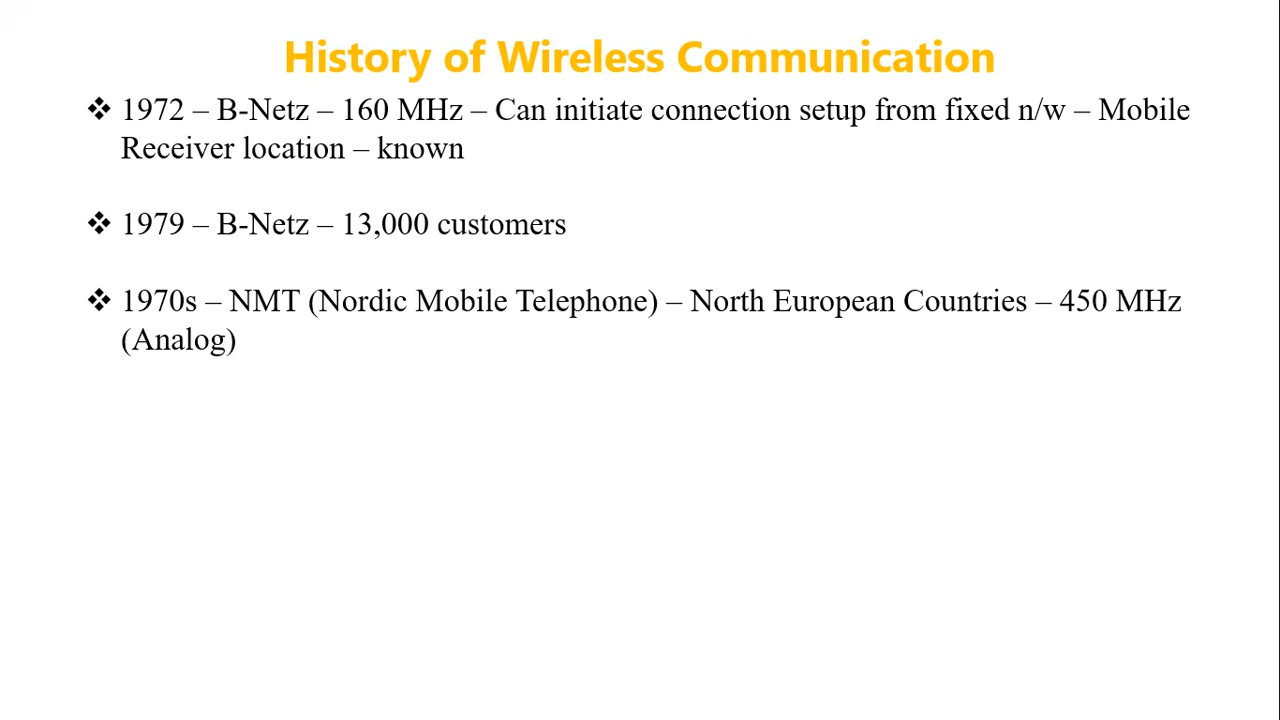 History of Wireless Communication
❖ 1972 – B-Netz – 160 MHz – Can initiate connection setup from fixed n/w – Mobile
Receiver location – known
❖ 1979 – B-Netz – 13,000 customers
❖ 1970s – NMT (Nordic Mobile Telephone) – North European Countries – 450 MHz
(Analog)